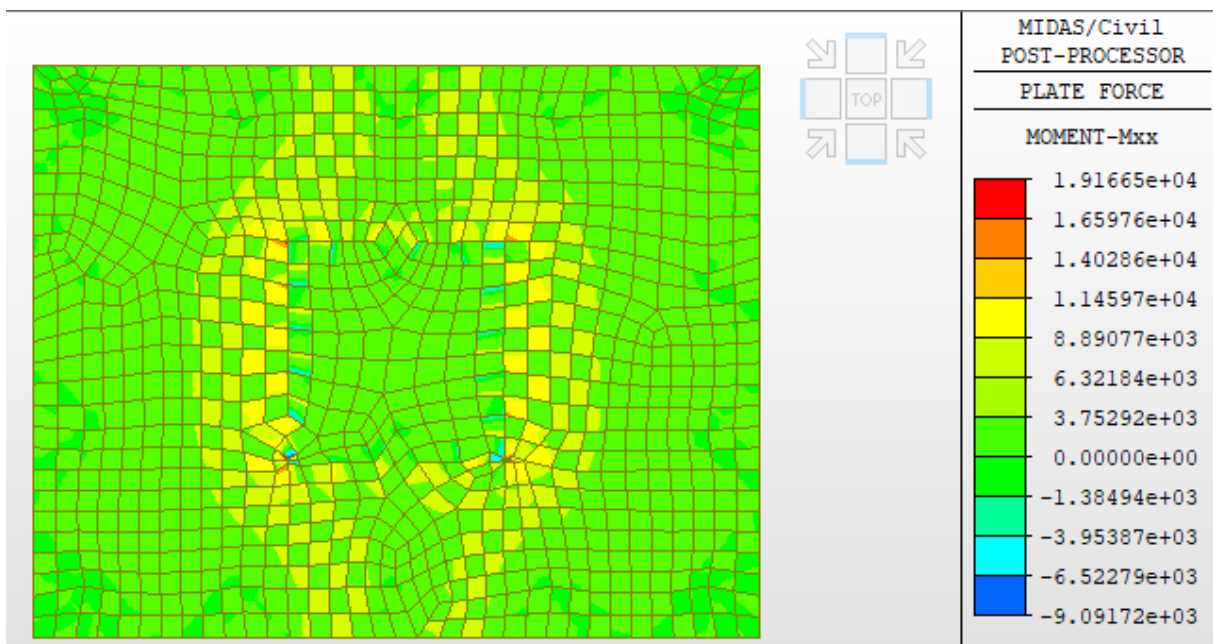 MIDAS/Civil
POST-PROCESSOR
PLATE FORCE
MOMENT-Mxx
1.91665e+04
1.65976e+04
1.40286e+04
1.14597e+04
8.89077e+03
6.32184e+03
3.75292e+03
0.00000e+00
-1.38494e+03
-3.95387e+03
-6.52279e+03
-9.09172e+03
TOP